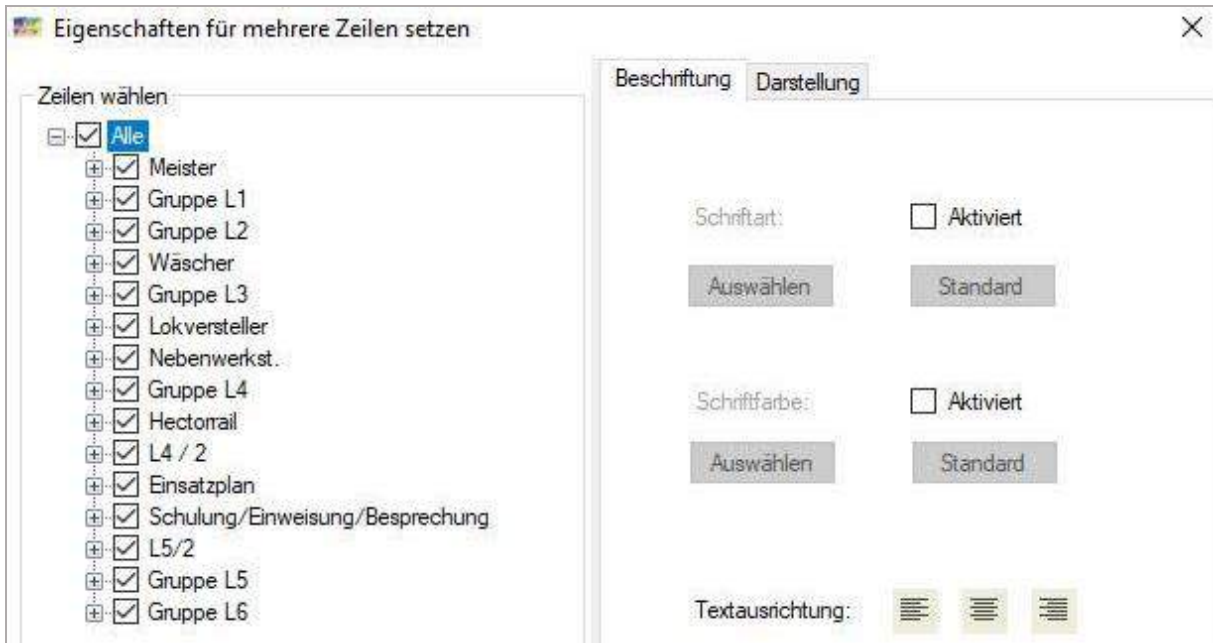 Eigenschaften für mehrere Zeilen setzen
Zeilen wählen
Alle
Meister
Gruppe L1
Gruppe L2
Wäscher
Gruppe L3
Lokversteller
Nebenwerkst.
Gruppe L4
Hectorrail
L4 / 2
Einsatzplan
Schulung/Einweisung/Besprechung
L5/2
Gruppe L5
Gruppe L6
Beschriftung Darstellung
Schriftart: Aktiviert
Auswählen Standard
Schriftfarbe: Aktiviert
Auswählen Standard
Textausrichtung: